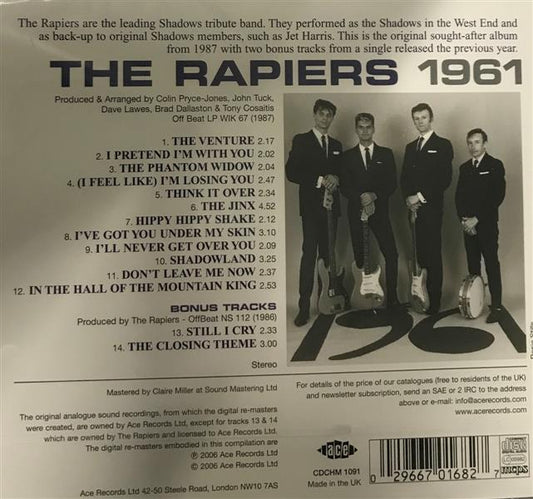 The Rapiers are the leading Shadows tribute band. They performed as the Shadows in the West End and
as back-up to original Shadows members, such as Jet Harris. This is the original sought-after album
from 1987 with two bonus tracks from a single released the previous year.
THE RAPIERS 1961
Produced & Arranged by Colin Pryce-Jones, John Tuck,
Dave Lawes, Brad Dallaston & Tony Cosaitis
Off Beat LP WIK 67 (1987)
1. THE VENTURE 2.17
2. I PRETEND I'M WITH YOU 2.02
3. THE PHANTOM WIDOW 2.04
4. (I FEEL LIKE) I'M LOSING YOU 2.47
5. THINK IT OVER 2.34
6. THE JINX 4.52
7. HIPPY HIPPY SHAKE 2.12
8. I'VE GOT YOU UNDER MY SKIN 3.10
9. I'LL NEVER GET OVER YOU 2.09
10. SHADOWLAND 3.25
11. DON'T LEAVE ME NOW 2.37
12. IN THE HALL OF THE MOUNTAIN KING 2.53
BONUS TRACKS
Produced by The Rapiers - OffBeat NS 112 (1986)
13. STILL I CRY 2.33
14. THE CLOSING THEME 3.00
Stereo
1961
Mastered by Claire Miller at Sound Mastering Ltd
The original analogue sound recordings, from which the digital re-masters
were created, are owned by Ace Records Ltd, except for tracks 13 & 14
which are owned by The Rapiers and licensed to Ace Records Ltd.
The digital re-masters embodied in this compilation are
℗ 2006 Ace Records Ltd
© 2006 Ace Records Ltd
Ace Records Ltd 42-50 Steele Road, London NW10 7AS
For details of the price of our catalogues (free to residents of the UK)
and newsletter subscription, send an SAE or 2 IRC to the address
above or e-mail: info@acerecords.com
www.acerecords.com
ace
CDCHM 1091
Made in the UK
0 29667 01682 7
COMPACT
disc
DIGITAL AUDIO
mcps